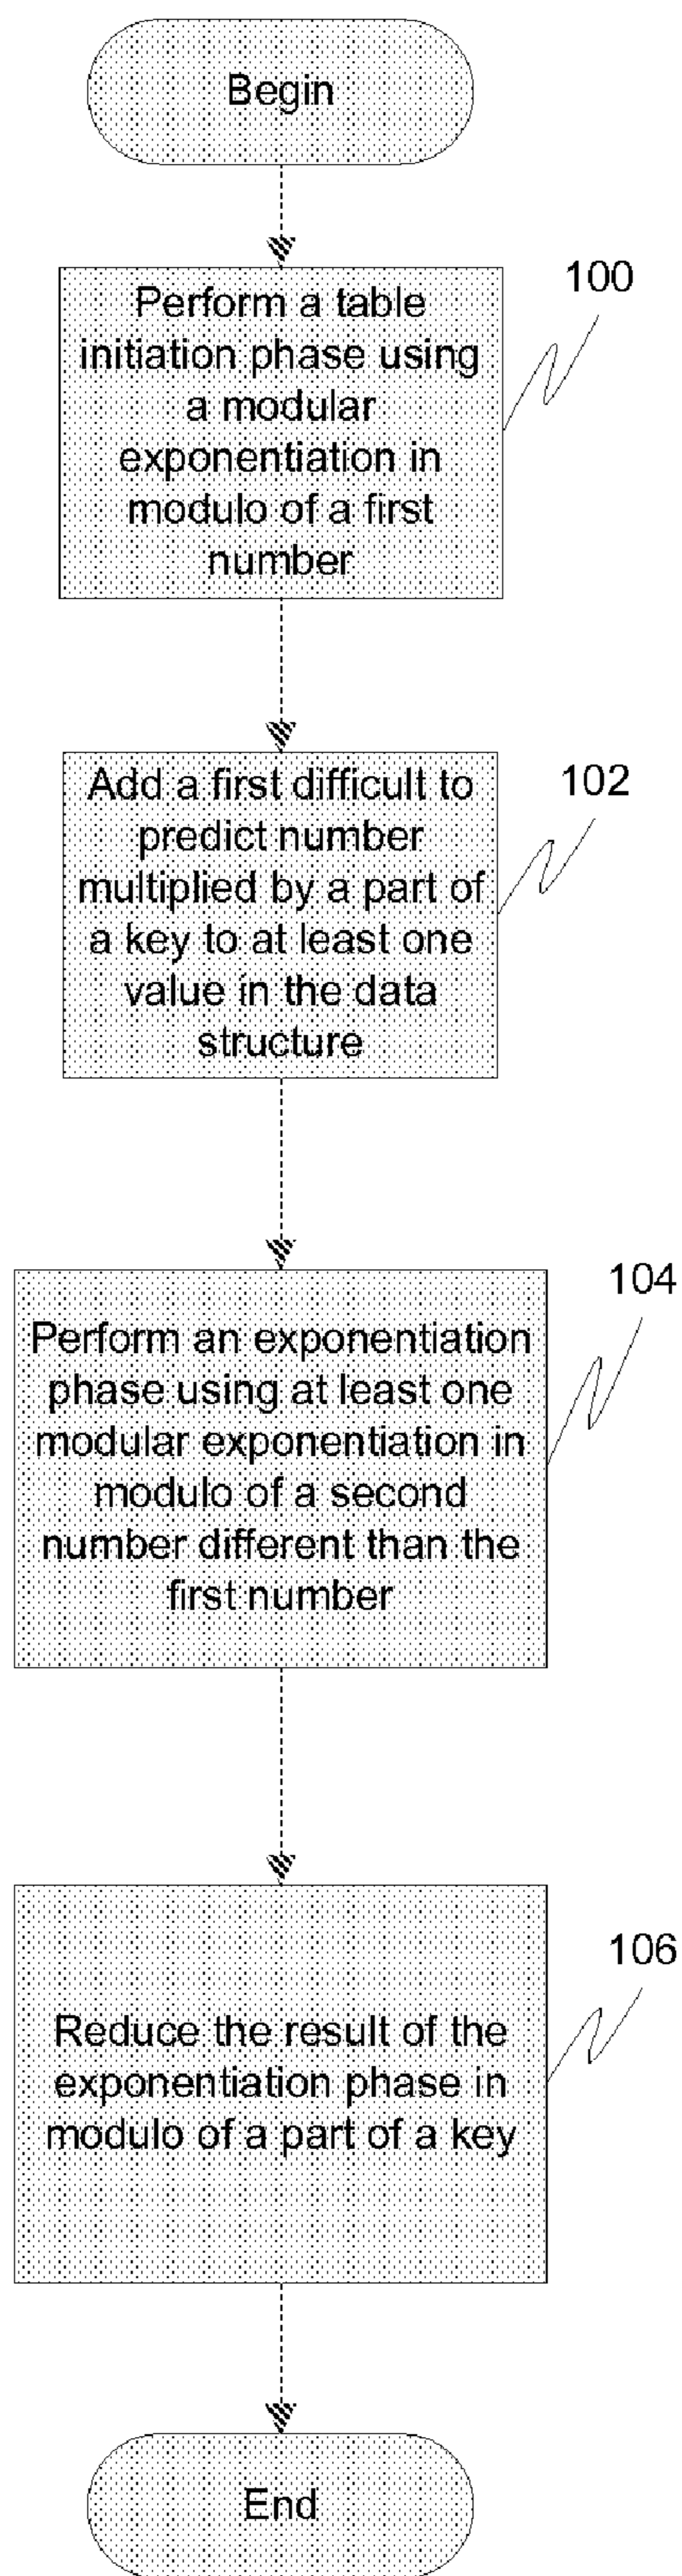 Begin
100
Perform a table
initiation phase using
a modular
exponentiation in
modulo of a first
number
102
Add a first difficult to
predict number
multiplied by a part of
a key to at least one
value in the data
structure
104
Perform an exponentiation
phase using at least one
modular exponentiation in
modulo of a second
number different than the
first number
106
Reduce the result of the
exponentiation phase in
modulo of a part of a key
End